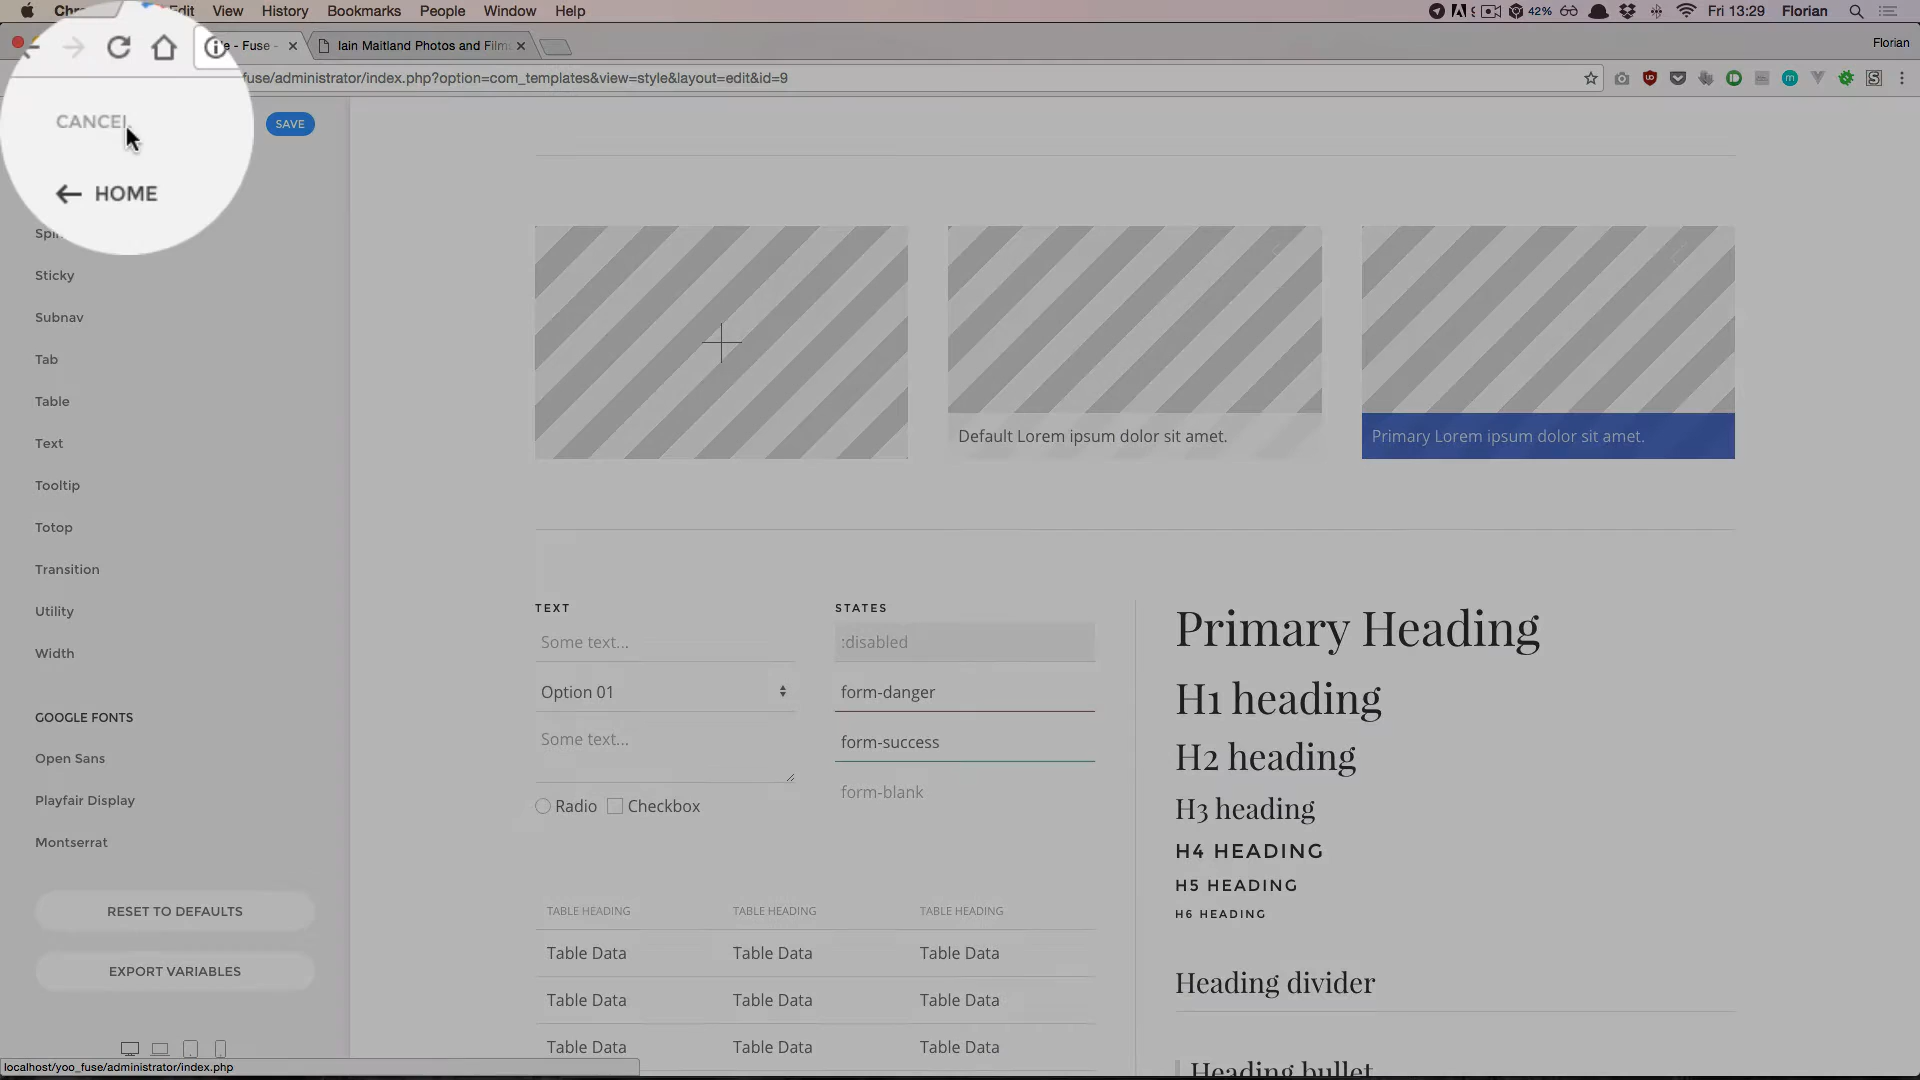 Edit View History Bookmarks People Window Help
42% Fri 13:29 Florian
- Fuse - Iain Maitland Photos and Film
Florian
fuse/administrator/index.php?option=com_templates&view=style&layout=edit&id=9
CANCEL
SAVE
HOME
Sticky
Subnav
Tab
Table
Text
Tooltip
Totop
Transition
Utility
Width
GOOGLE FONTS
Open Sans
Playfair Display
Montserrat
RESET TO DEFAULTS
EXPORT VARIABLES
localhost/yoo_fuse/administrator/index.php
Default Lorem ipsum dolor sit amet.
Primary Lorem ipsum dolor sit amet.
TEXT
Some text...
Option 01
Some text...
Radio Checkbox
STATES
:disabled
form-danger
form-success
form-blank
TABLE HEADING TABLE HEADING TABLE HEADING
Table Data Table Data Table Data
Table Data Table Data Table Data
Table Data Table Data Table Data
Primary Heading
H1 heading
H2 heading
H3 heading
H4 HEADING
H5 HEADING
H6 HEADING
Heading divider
Heading bullet